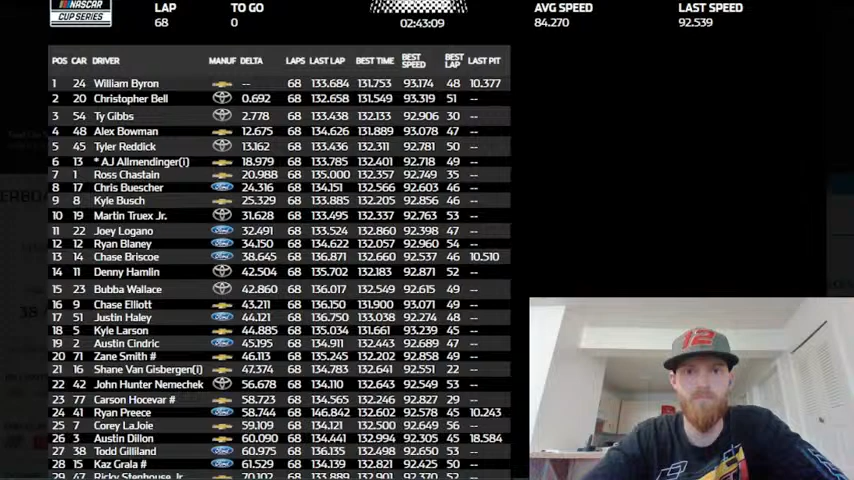 NASCAR
CUP SERIES
LAP
68
TO GO
0
02:43:09
AVG SPEED
84.270
LAST SPEED
92.539
POS CAR DRIVER MANUF DELTA LAPS LAST LAP BEST TIME BEST SPEED BEST LAP LAST PIT
1 24 William Byron -- 68 133.684 131.753 93.174 48 10.377
2 20 Christopher Bell 0.692 68 132.658 131.549 93.319 51 --
3 54 Ty Gibbs 2.778 68 133.438 132.133 92.906 30 --
4 48 Alex Bowman 12.675 68 134.626 131.889 93.078 47 --
5 45 Tyler Reddick 13.162 68 133.442 132.311 92.781 50 --
6 13 * AJ Allmendinger(i) 18.979 68 133.785 132.401 92.718 49 --
7 1 Ross Chastain 20.988 68 135.000 132.357 92.749 35 --
8 17 Chris Buescher 24.316 68 134.151 132.566 92.603 46 --
9 8 Kyle Busch 25.329 68 133.885 132.205 92.856 46 --
10 19 Martin Truex Jr. 31.628 68 133.495 132.337 92.763 53 --
11 22 Joey Logano 32.491 68 133.524 132.860 92.398 47 --
12 12 Ryan Blaney 34.150 68 134.622 132.057 92.960 54 --
13 14 Chase Briscoe 38.645 68 136.871 132.660 92.537 46 10.510
14 11 Denny Hamlin 42.504 68 135.702 132.183 92.871 52 --
15 23 Bubba Wallace 42.860 68 136.017 132.549 92.615 49 --
16 9 Chase Elliott 43.211 68 136.150 131.900 93.071 49 --
17 51 Justin Haley 44.121 68 136.750 133.038 92.274 48 --
18 5 Kyle Larson 44.885 68 135.034 131.661 93.239 45 --
19 2 Austin Cindric 45.195 68 134.911 132.443 92.689 47 --
20 71 Zane Smith # 46.113 68 135.245 132.202 92.858 49 --
21 16 Shane Van Gisbergen(i) 47.374 68 134.783 132.641 92.551 22 --
22 42 John Hunter Nemechek 56.678 68 134.110 132.643 92.549 53 --
23 77 Carson Hocevar # 58.723 68 134.565 132.246 92.827 29 --
24 41 Ryan Preece 58.744 68 146.842 132.602 92.578 45 10.243
25 7 Corey LaJoie 59.109 68 134.121 132.500 92.649 56 --
26 3 Austin Dillon 60.090 68 134.441 132.994 92.305 45 18.584
27 38 Todd Gilliland 60.975 68 136.135 132.498 92.650 53 --
28 15 Kaz Grala # 61.529 68 134.139 132.821 92.425 50 --
29 47 Ricky Stenhouse Jr. 70.102 68 133.889 132.901 92.370 52 --
12